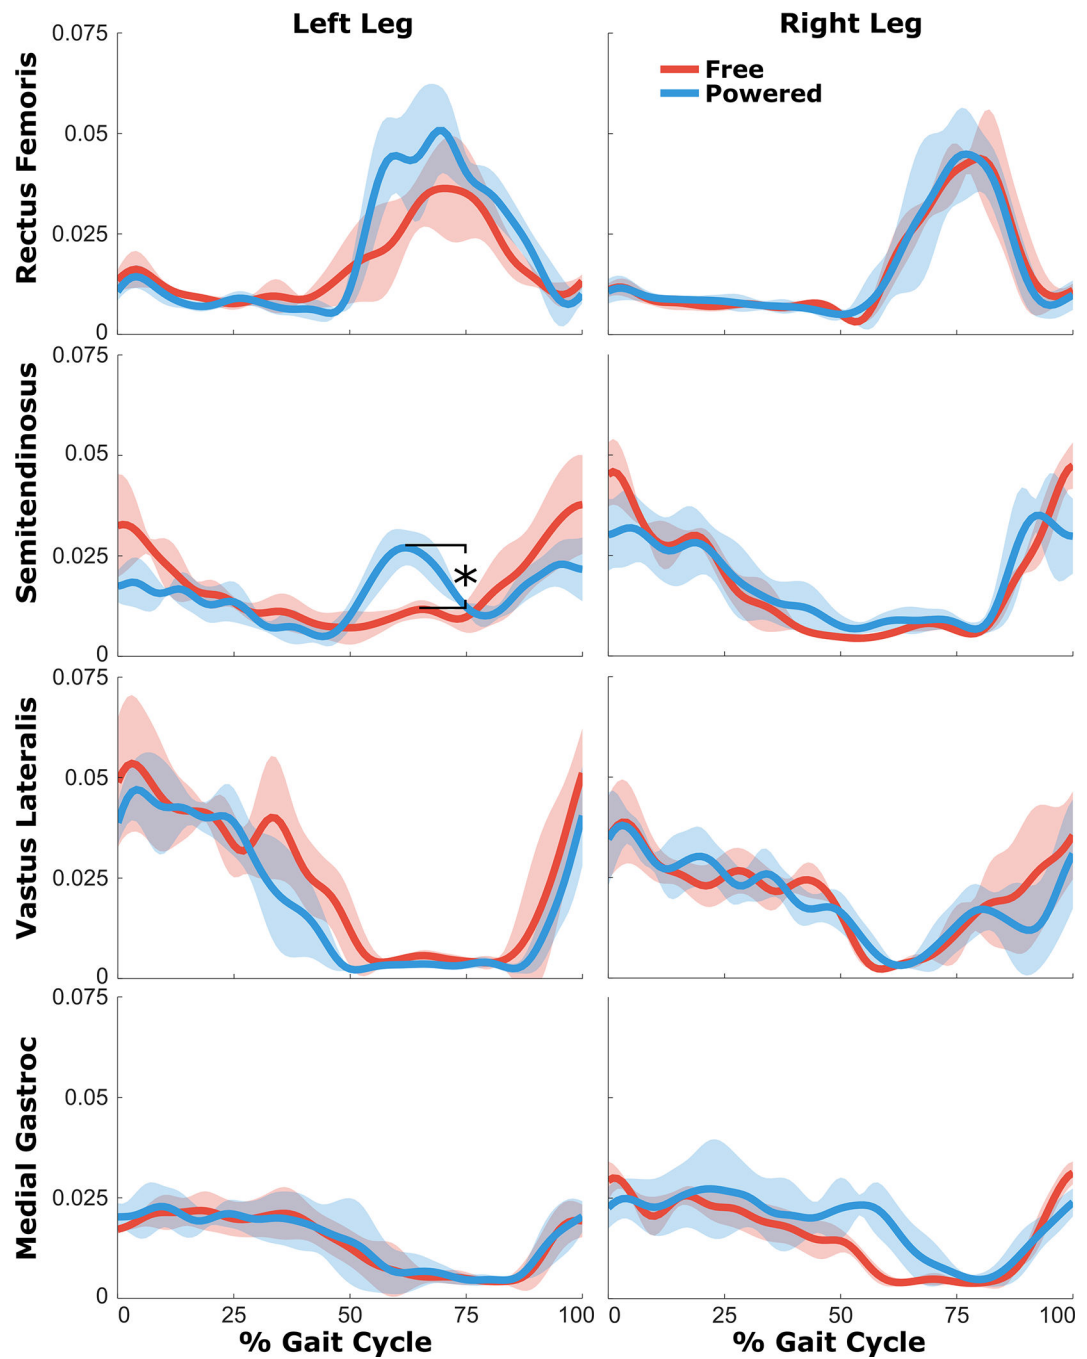 Left Leg
Right Leg
Rectus Femoris
0.075
0.05
0.025
0
Free
Powered
Semitendinosus
0.075
0.05
0.025
0
*
Vastus Lateralis
0.075
0.05
0.025
0
Medial Gastroc
0.075
0.05
0.025
0
0 25 50 75 100
0 25 50 75 100
% Gait Cycle
% Gait Cycle